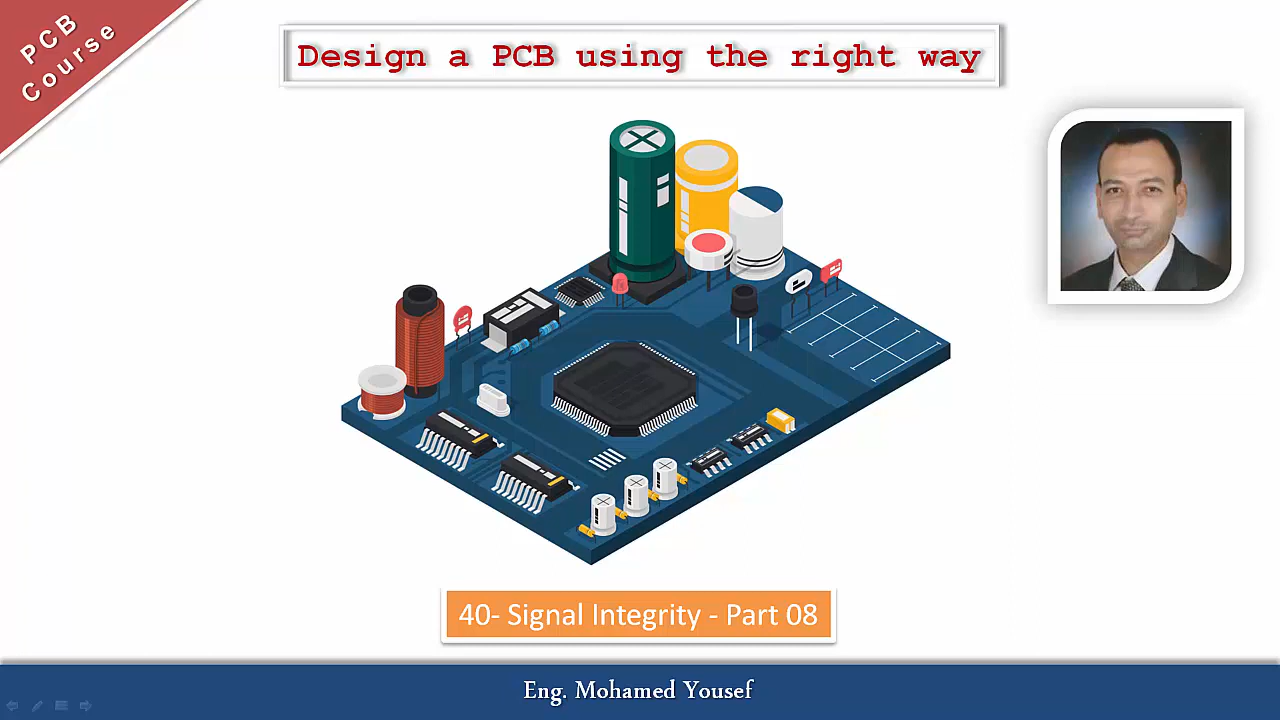 PCB
Course
Design a PCB using the right way
40- Signal Integrity - Part 08
Eng. Mohamed Yousef